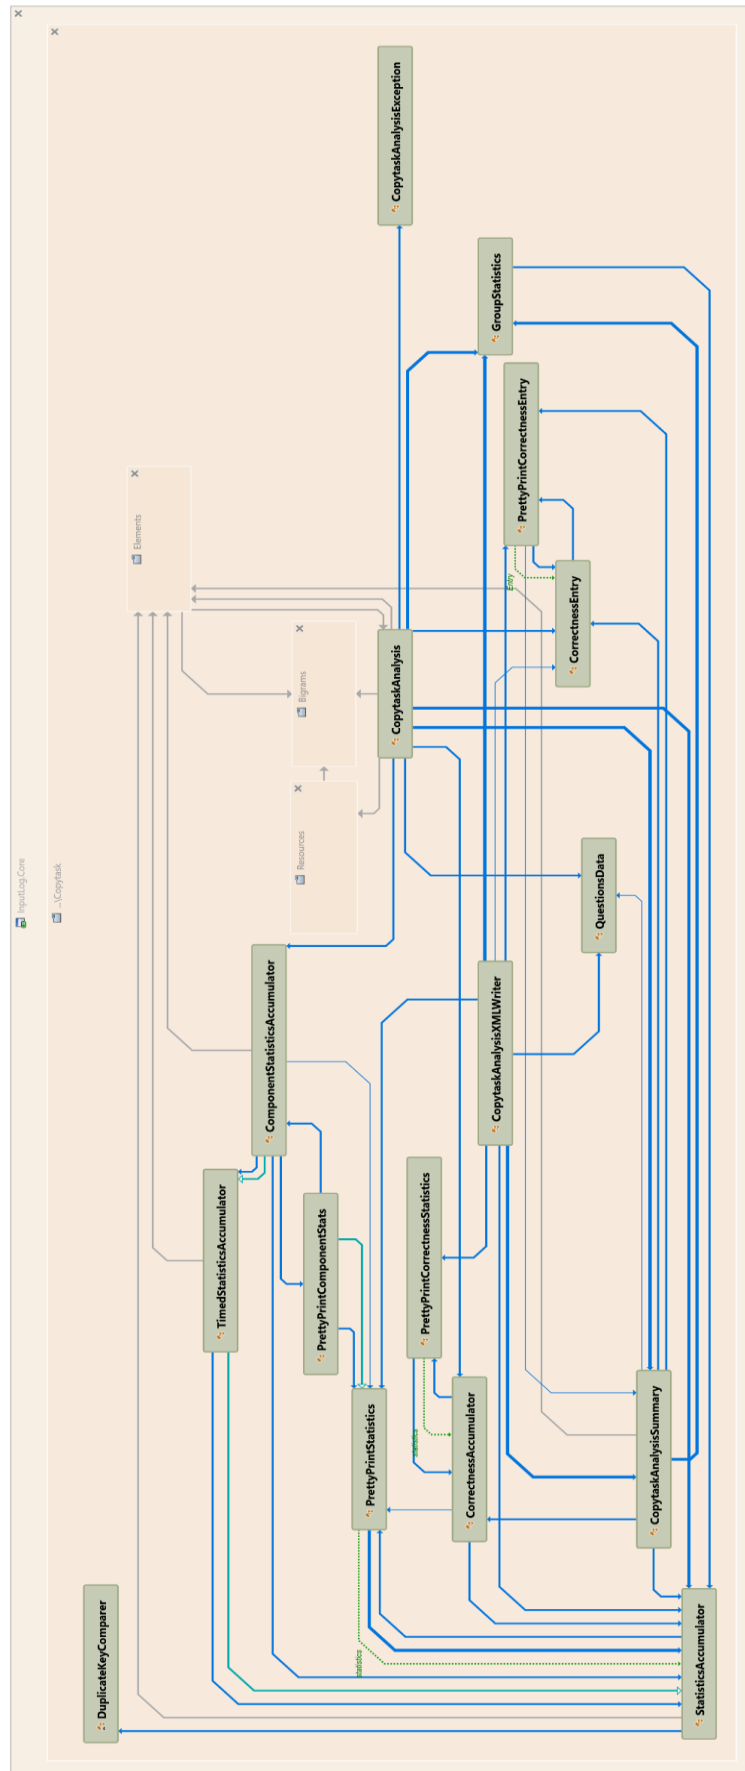 InputLog.Core
...\Copytask
CopytaskAnalysisException
GroupStatistics
PrettyPrintCorrectnessEntry
Elements
Entry
CorrectnessEntry
Bigrams
CopytaskAnalysis
Resources
QuestionsData
ComponentStatisticsAccumulator
CopytaskAnalysisXMLWriter
TimedStatisticsAccumulator
PrettyPrintComponentStats
PrettyPrintCorrectnessStatistics
PrettyPrintStatistics
statistics
CorrectnessAccumulator
CopytaskAnalysisSummary
DuplicateKeyComparer
statistics
StatisticsAccumulator